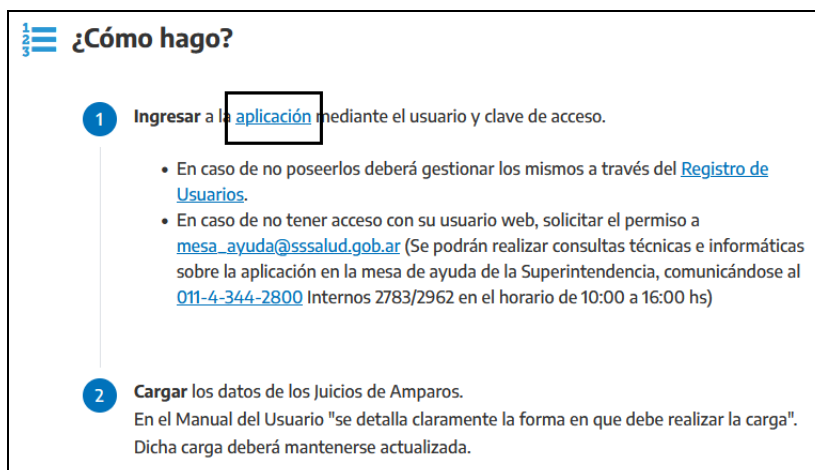 1
2
3
¿Cómo hago?
1
Ingresar a la aplicación mediante el usuario y clave de acceso.
• En caso de no poseerlos deberá gestionar los mismos a través del Registro de
Usuarios.
• En caso de no tener acceso con su usuario web, solicitar el permiso a
mesa_ayuda@sssalud.gob.ar (Se podrán realizar consultas técnicas e informáticas
sobre la aplicación en la mesa de ayuda de la Superintendencia, comunicándose al
011-4-344-2800 Internos 2783/2962 en el horario de 10:00 a 16:00 hs)
2
Cargar los datos de los Juicios de Amparos.
En el Manual del Usuario "se detalla claramente la forma en que debe realizar la carga".
Dicha carga deberá mantenerse actualizada.